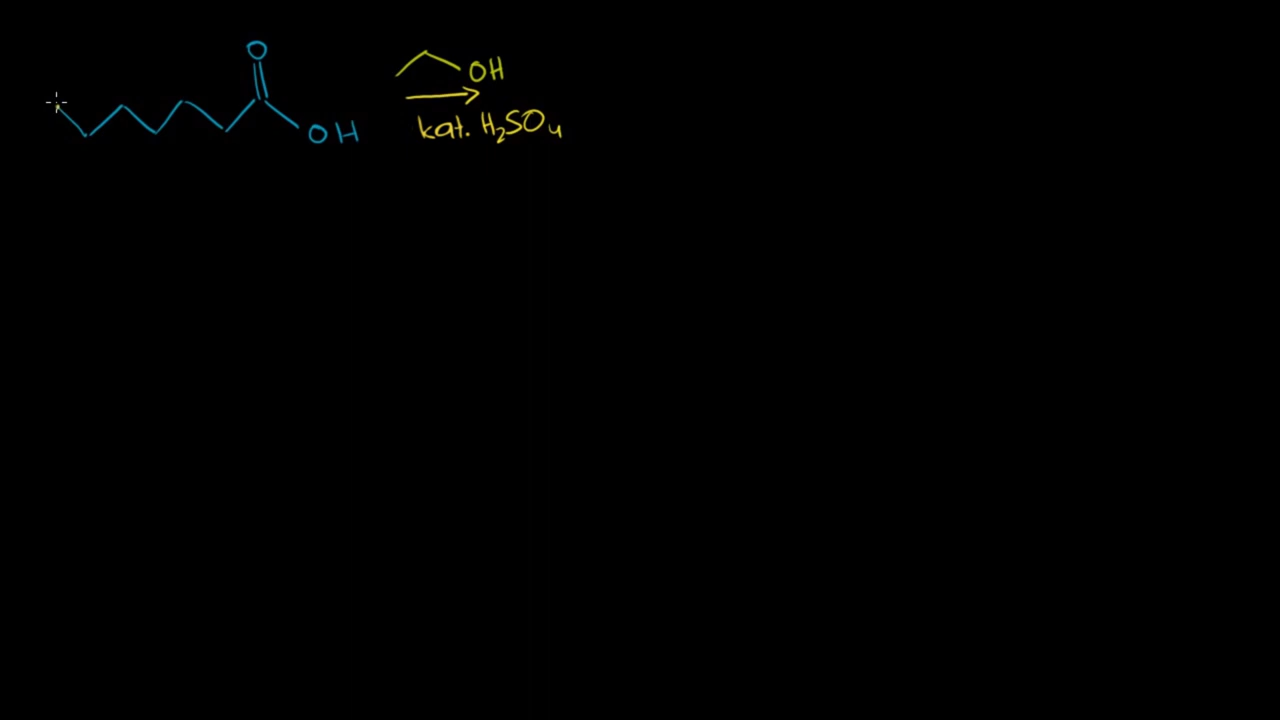 O
OH
OH
kat. H₂SO₄